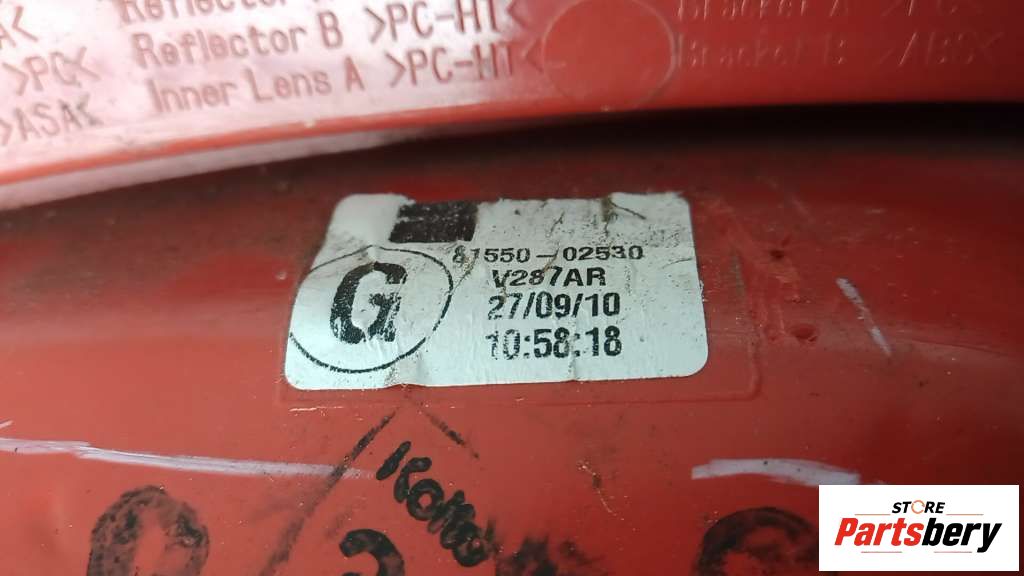 Reflector B >PC-HT<
Bracket B >ABS<
>PC<
Inner Lens A >PC-HT<
>ASA<
81550-02530
G
V287AR
27/09/10
10:58:18
STORE
Partsbery